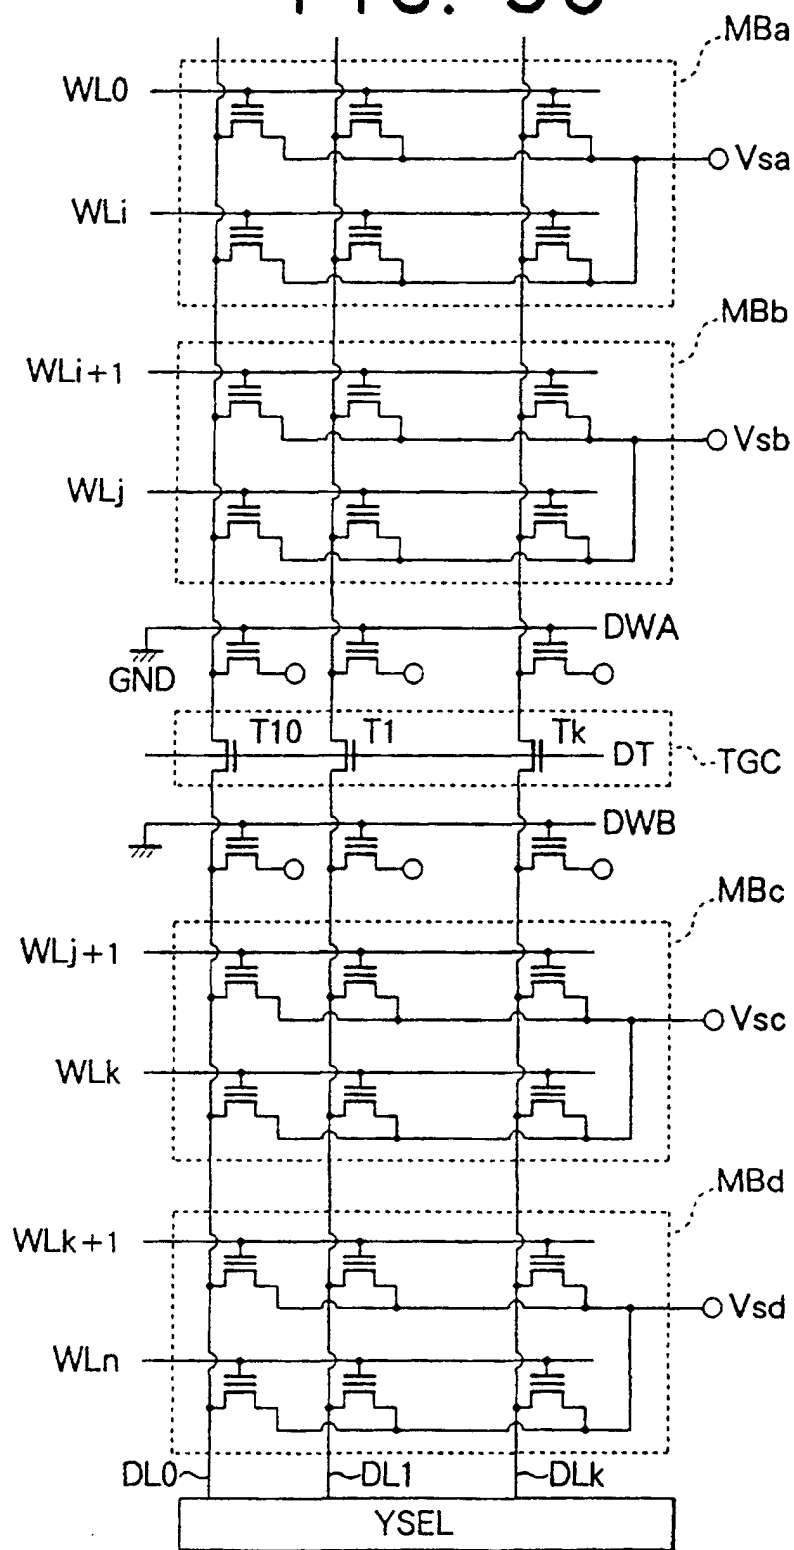 MBa
WL0
Vsa
WLi
MBb
WLi+1
Vsb
WLj
DWA
GND
T10 T1 Tk
DT TGC
DWB
MBc
WLj+1
Vsc
WLk
MBd
WLk+1
Vsd
WLn
DL0 DL1 DLk
YSEL